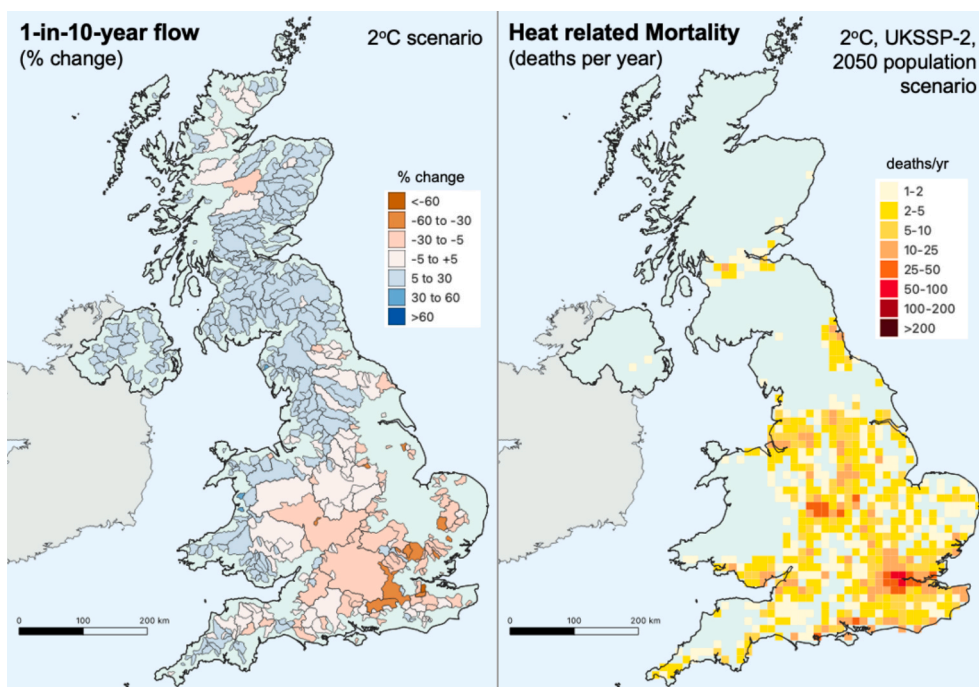 1-in-10-year flow
(% change)
2°C scenario
% change
<-60
-60 to -30
-30 to -5
-5 to +5
5 to 30
30 to 60
>60
0 100 200 km
Heat related Mortality
(deaths per year)
2°C, UKSSP-2,
2050 population
scenario
deaths/yr
1-2
2-5
5-10
10-25
25-50
50-100
100-200
>200
0 100 200 km